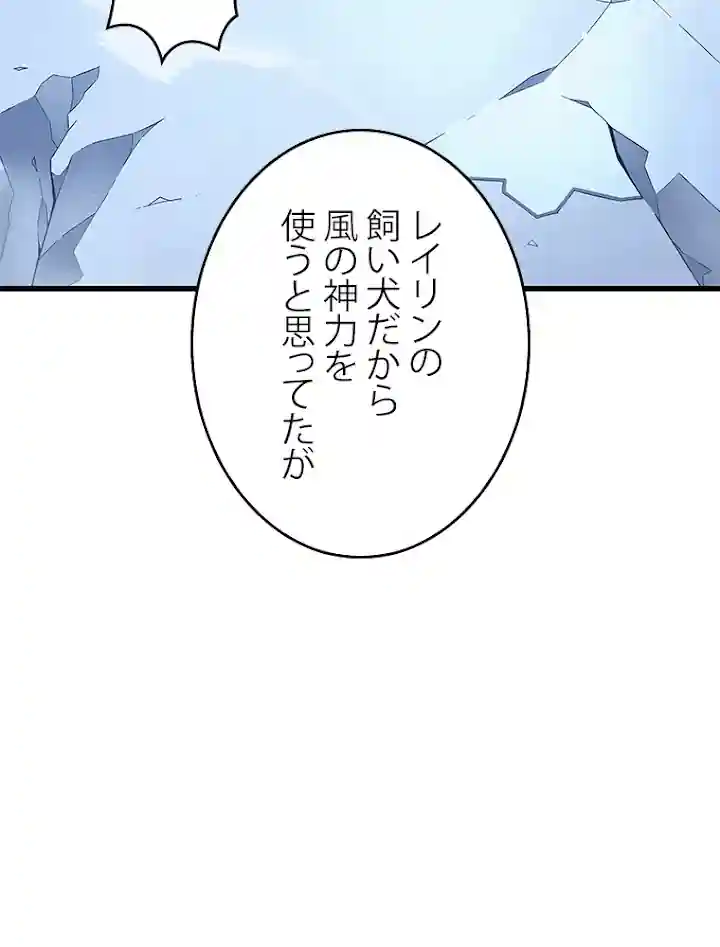 レイリンの
飼い犬だから
風の神力を
使うと思ってたが